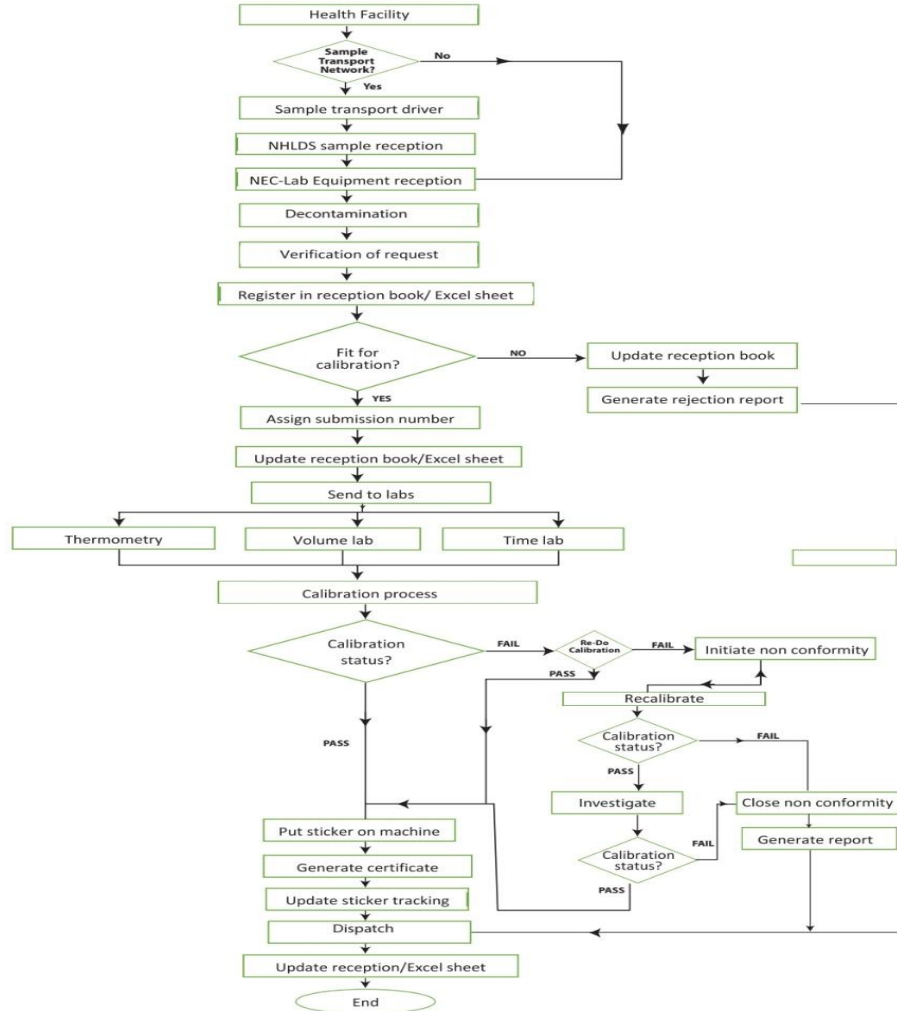 Health Facility
Sample
Transport
Network?
No
Yes
Sample transport driver
NHLDS sample reception
NEC-Lab Equipment reception
Decontamination
Verification of request
Register in reception book/ Excel sheet
Fit for
calibration?
NO
Update reception book
YES
Generate rejection report
Assign submission number
Update reception book/Excel sheet
Send to labs
Thermometry
Volume lab
Time lab
Calibration process
Calibration
status?
FAIL
Re-Do
Calibration
FAIL
Initiate non conformity
PASS
Recalibrate
Calibration
status?
FAIL
PASS
PASS
Investigate
Close non conformity
Put sticker on machine
FAIL
Generate report
Calibration
status?
Generate certificate
PASS
Update sticker tracking
Dispatch
Update reception/Excel sheet
End